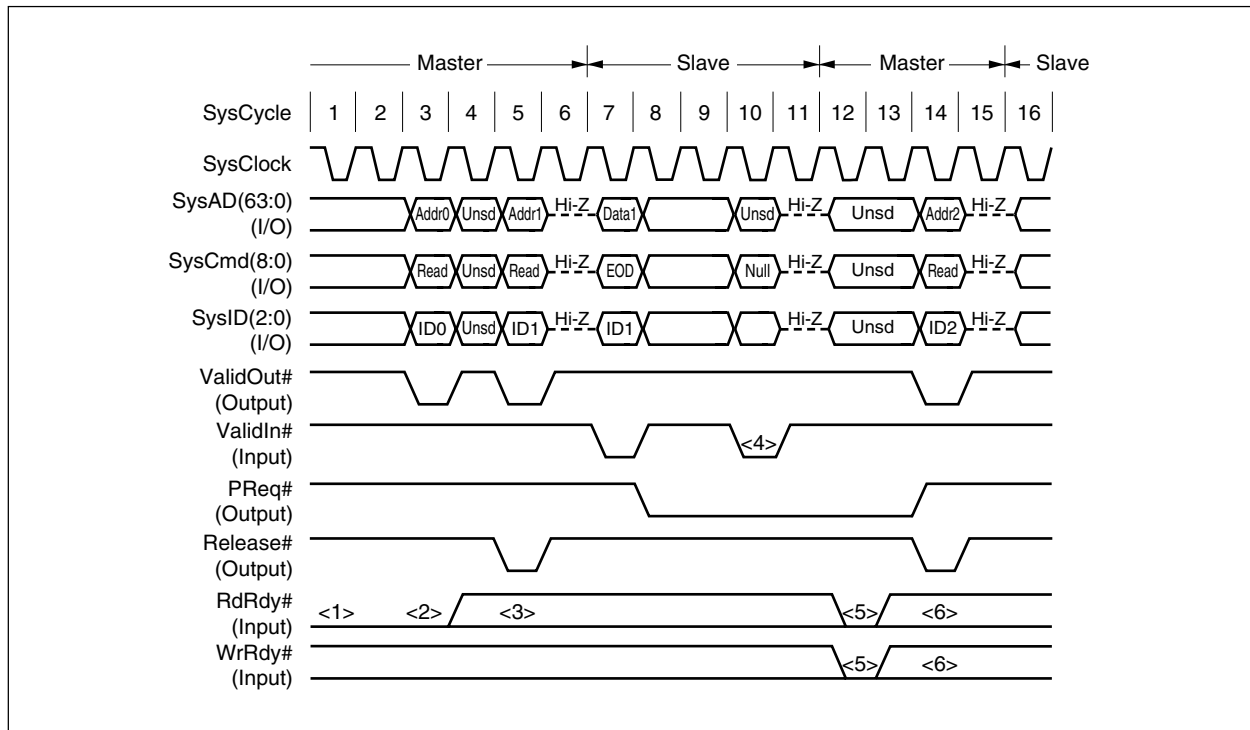 Master Slave Master Slave
SysCycle 1 2 3 4 5 6 7 8 9 10 11 12 13 14 15 16
SysClock
SysAD(63:0) Addr0 Unsd Addr1 Hi-Z Data1 Unsd Hi-Z Unsd Addr2 Hi-Z
(I/O)
SysCmd(8:0) Read Unsd Read Hi-Z EOD Null Hi-Z Unsd Read Hi-Z
(I/O)
SysID(2:0) ID0 Unsd ID1 Hi-Z ID1 Hi-Z Unsd ID2 Hi-Z
(I/O)
ValidOut#
(Output)
ValidIn# <4>
(Input)
PReq#
(Output)
Release#
(Output)
RdRdy# <1> <2> <3> <5> <6>
(Input)
WrRdy# <5> <6>
(Input)